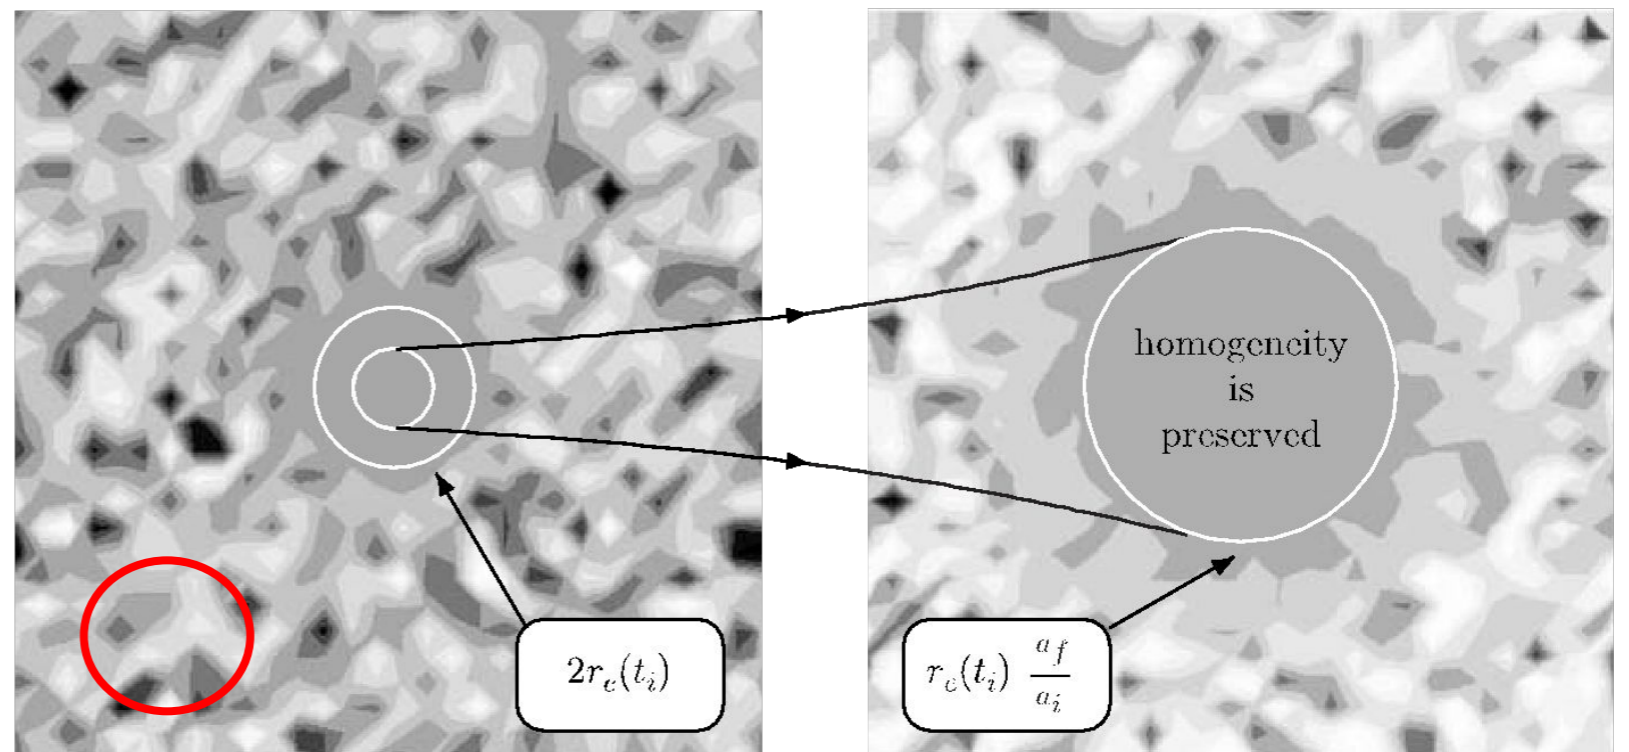 homogeneity
is
preserved
2r_c(t_i)
r_c(t_i) a_f/a_i